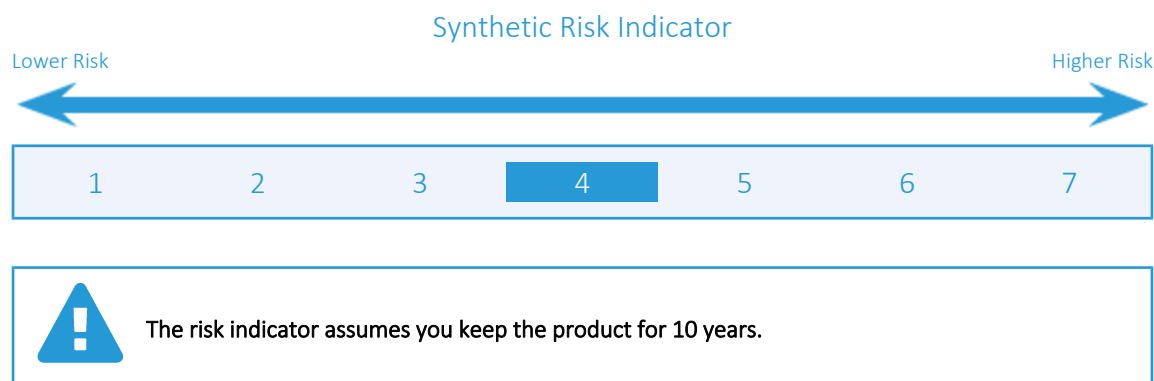 Synthetic Risk Indicator
Lower Risk Higher Risk
1 2 3 4 5 6 7
The risk indicator assumes you keep the product for 10 years.